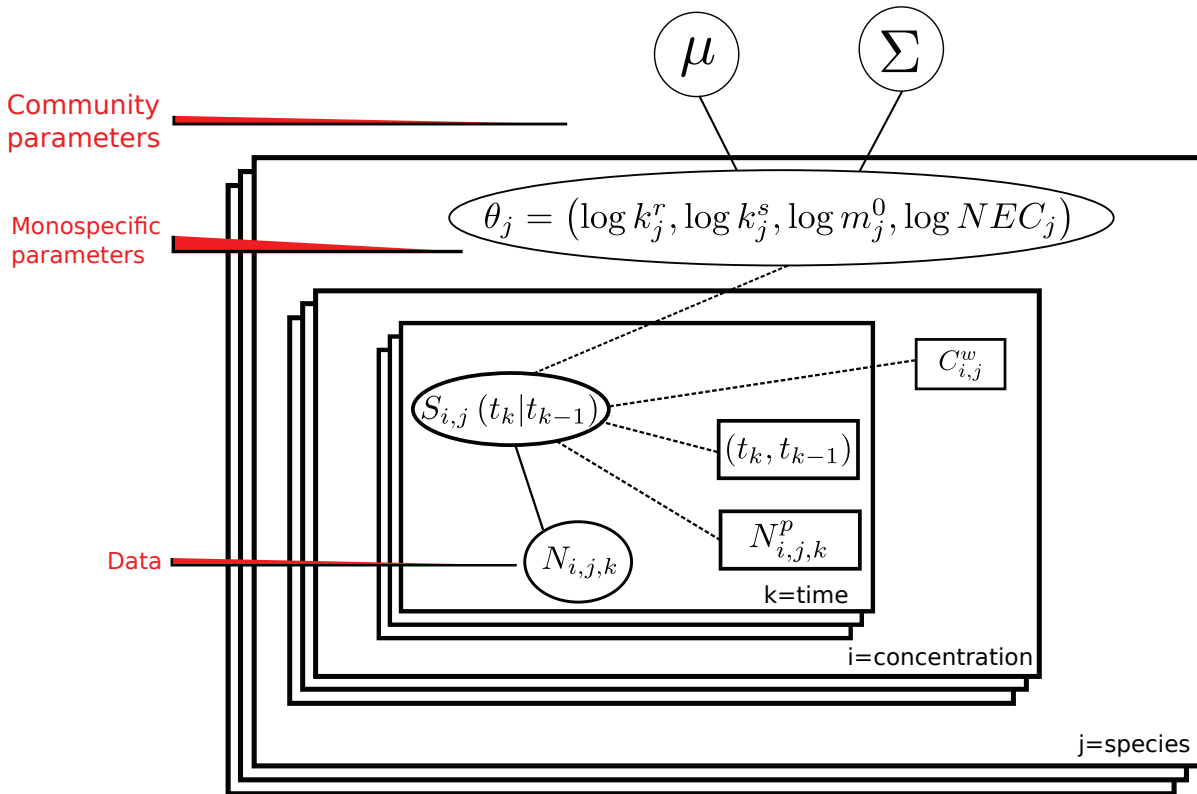 μ
Σ
Community
parameters
Monospecific
parameters
θ_j = (log k_j^r, log k_j^s, log m_j^0, log NEC_j)
C_{i,j}^w
S_{i,j} (t_k|t_{k−1})
(t_k, t_{k−1})
N_{i,j,k}^p
Data
N_{i,j,k}
k=time
i=concentration
j=species